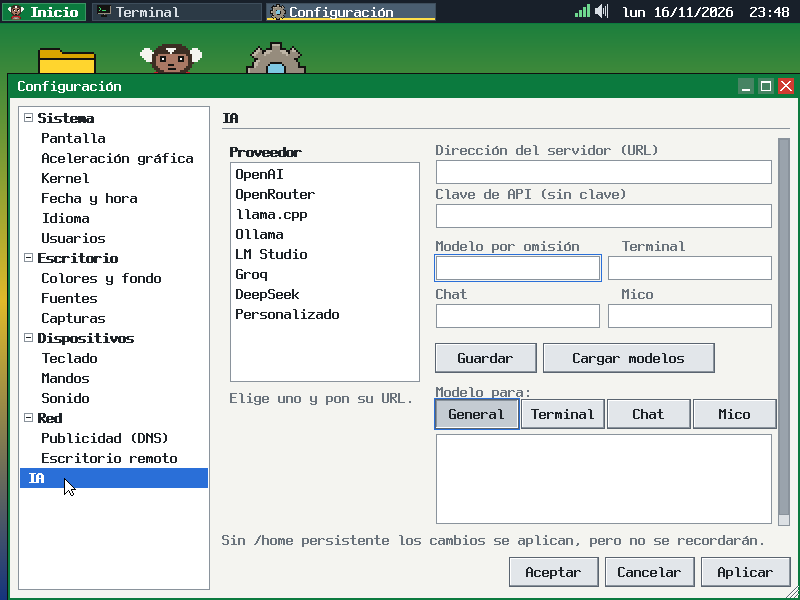 Inicio
Terminal
Configuración
lun 16/11/2026 23:48
Configuración
Sistema
Pantalla
Aceleración gráfica
Kernel
Fecha y hora
Idioma
Usuarios
Escritorio
Colores y fondo
Fuentes
Capturas
Dispositivos
Teclado
Mandos
Sonido
Red
Publicidad (DNS)
Escritorio remoto
IA
IA
Proveedor
OpenAI
OpenRouter
llama.cpp
Ollama
LM Studio
Groq
DeepSeek
Personalizado
Elige uno y pon su URL.
Dirección del servidor (URL)
Clave de API (sin clave)
Modelo por omisión
Terminal
Chat
Mico
Guardar
Cargar modelos
Modelo para:
General
Terminal
Chat
Mico
Sin /home persistente los cambios se aplican, pero no se recordarán.
Aceptar
Cancelar
Aplicar